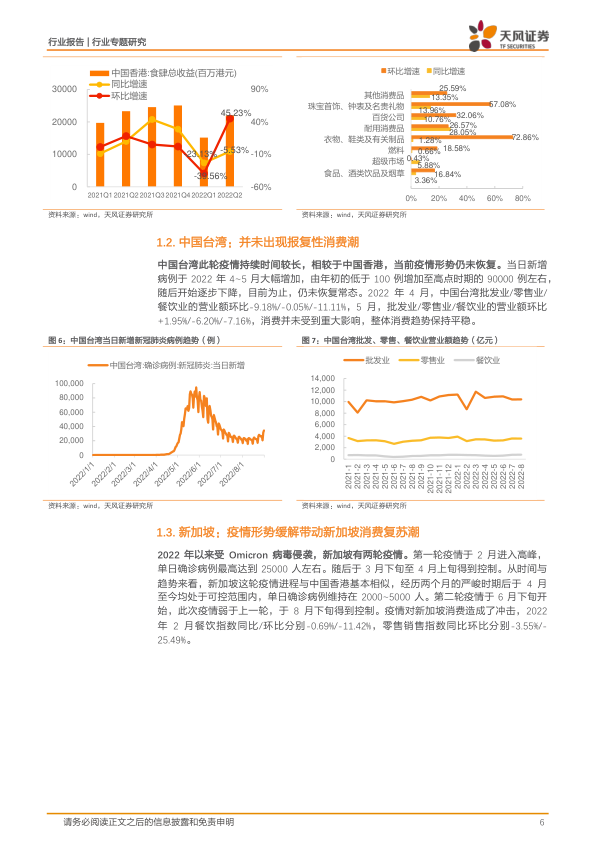 行业报告 | 行业专题研究
天风证券
TF SECURITIES
中国香港:食肆总收益(百万港元)
同比增速
环比增速
30000
20000
10000
0
90%
40%
-10%
-60%
45.23%
-5.53%
23.13%
-39.56%
2021Q1 2021Q2 2021Q3 2021Q4 2022Q1 2022Q2
资料来源：wind，天风证券研究所
环比增速 同比增速
其他消费品
珠宝首饰、钟表及名贵礼物
百货公司
耐用消费品
衣物、鞋类及有关制品
燃料
超级市场
食品、酒类饮品及烟草
25.59%
13.35%
57.08%
13.96%
32.06%
10.76%
26.57%
28.05%
72.86%
1.28%
18.58%
0.66%
0.43%
5.88%
16.84%
3.36%
0% 20% 40% 60% 80%
资料来源：wind，天风证券研究所
1.2. 中国台湾：并未出现报复性消费潮
中国台湾此轮疫情持续时间较长，相较于中国香港，当前疫情形势仍未恢复。当日新增
病例于 2022 年 4~5 月大幅增加，由年初的低于 100 例增加至高点时期的 90000 例左右，
随后开始逐步下降，目前为止，仍未恢复常态。2022 年 4 月，中国台湾批发业/零售业/
餐饮业的营业额环比-9.18%/-0.05%/-11.11%，5 月，批发业/零售业/餐饮业的营业额环比
+1.95%/-6.20%/-7.16%，消费并未受到重大影响，整体消费趋势保持平稳。
图 6：中国台湾当日新增新冠肺炎病例趋势（例）
中国台湾:确诊病例:新冠肺炎:当日新增
100,000
80,000
60,000
40,000
20,000
0
2022/1/1 2022/2/1 2022/3/1 2022/4/1 2022/5/1 2022/6/1 2022/7/1 2022/8/1
资料来源：wind，天风证券研究所
图 7：中国台湾批发、零售、餐饮业营业额趋势（亿元）
批发业 零售业 餐饮业
14,000
12,000
10,000
8,000
6,000
4,000
2,000
0
2021-1 2021-2 2021-3 2021-4 2021-5 2021-6 2021-7 2021-8 2021-9 2021-10 2021-11 2021-12 2022-1 2022-2 2022-3 2022-4 2022-5 2022-6 2022-7 2022-8
资料来源：wind，天风证券研究所
1.3. 新加坡：疫情形势缓解带动新加坡消费复苏潮
2022 年以来受 Omicron 病毒侵袭，新加坡有两轮疫情。第一轮疫情于 2 月进入高峰，
单日确诊病例最高达到 25000 人左右。随后于 3 月下旬至 4 月上旬得到控制。从时间与
趋势来看，新加坡这轮疫情进程与中国香港基本相似，经历两个月的严峻时期后于 4 月
至今均处于可控范围内，单日确诊病例维持在 2000~5000 人。第二轮疫情于 6 月下旬开
始，此次疫情弱于上一轮，于 8 月下旬得到控制。疫情对新加坡消费造成了冲击，2022
年 2 月餐饮指数同比/环比分别-0.69%/-11.42%，零售销售指数同比环比分别-3.55%/-
25.49%。
请务必阅读正文之后的信息披露和免责申明
6